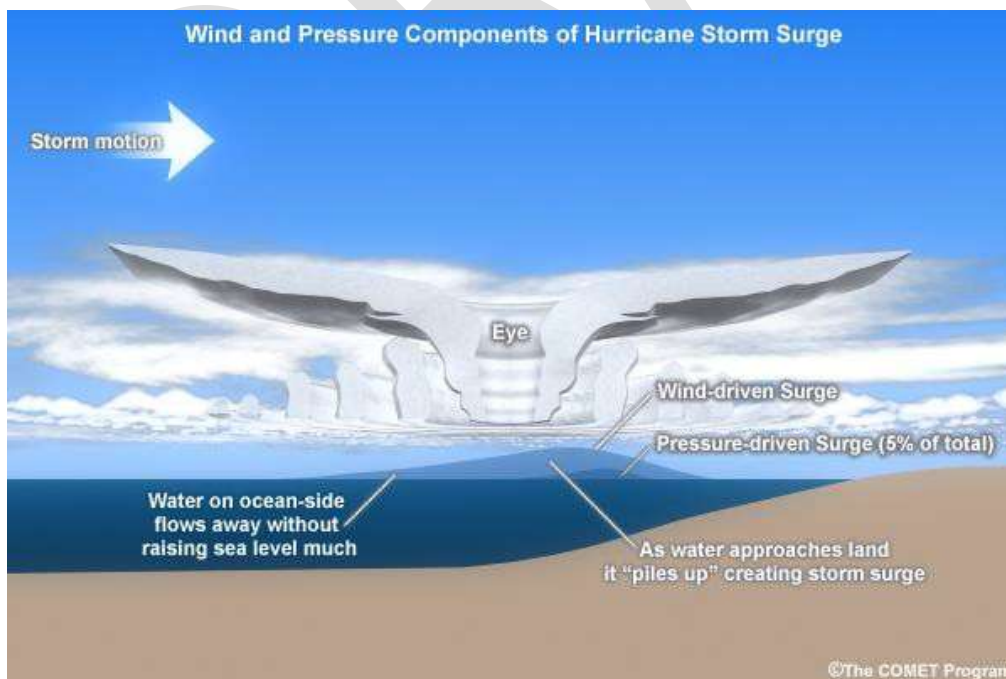 Wind and Pressure Components of Hurricane Storm Surge
Storm motion
Eye
Wind-driven Surge
Pressure-driven Surge (5% of total)
Water on ocean-side
flows away without
raising sea level much
As water approaches land
it “piles up” creating storm surge
©The COMET Program